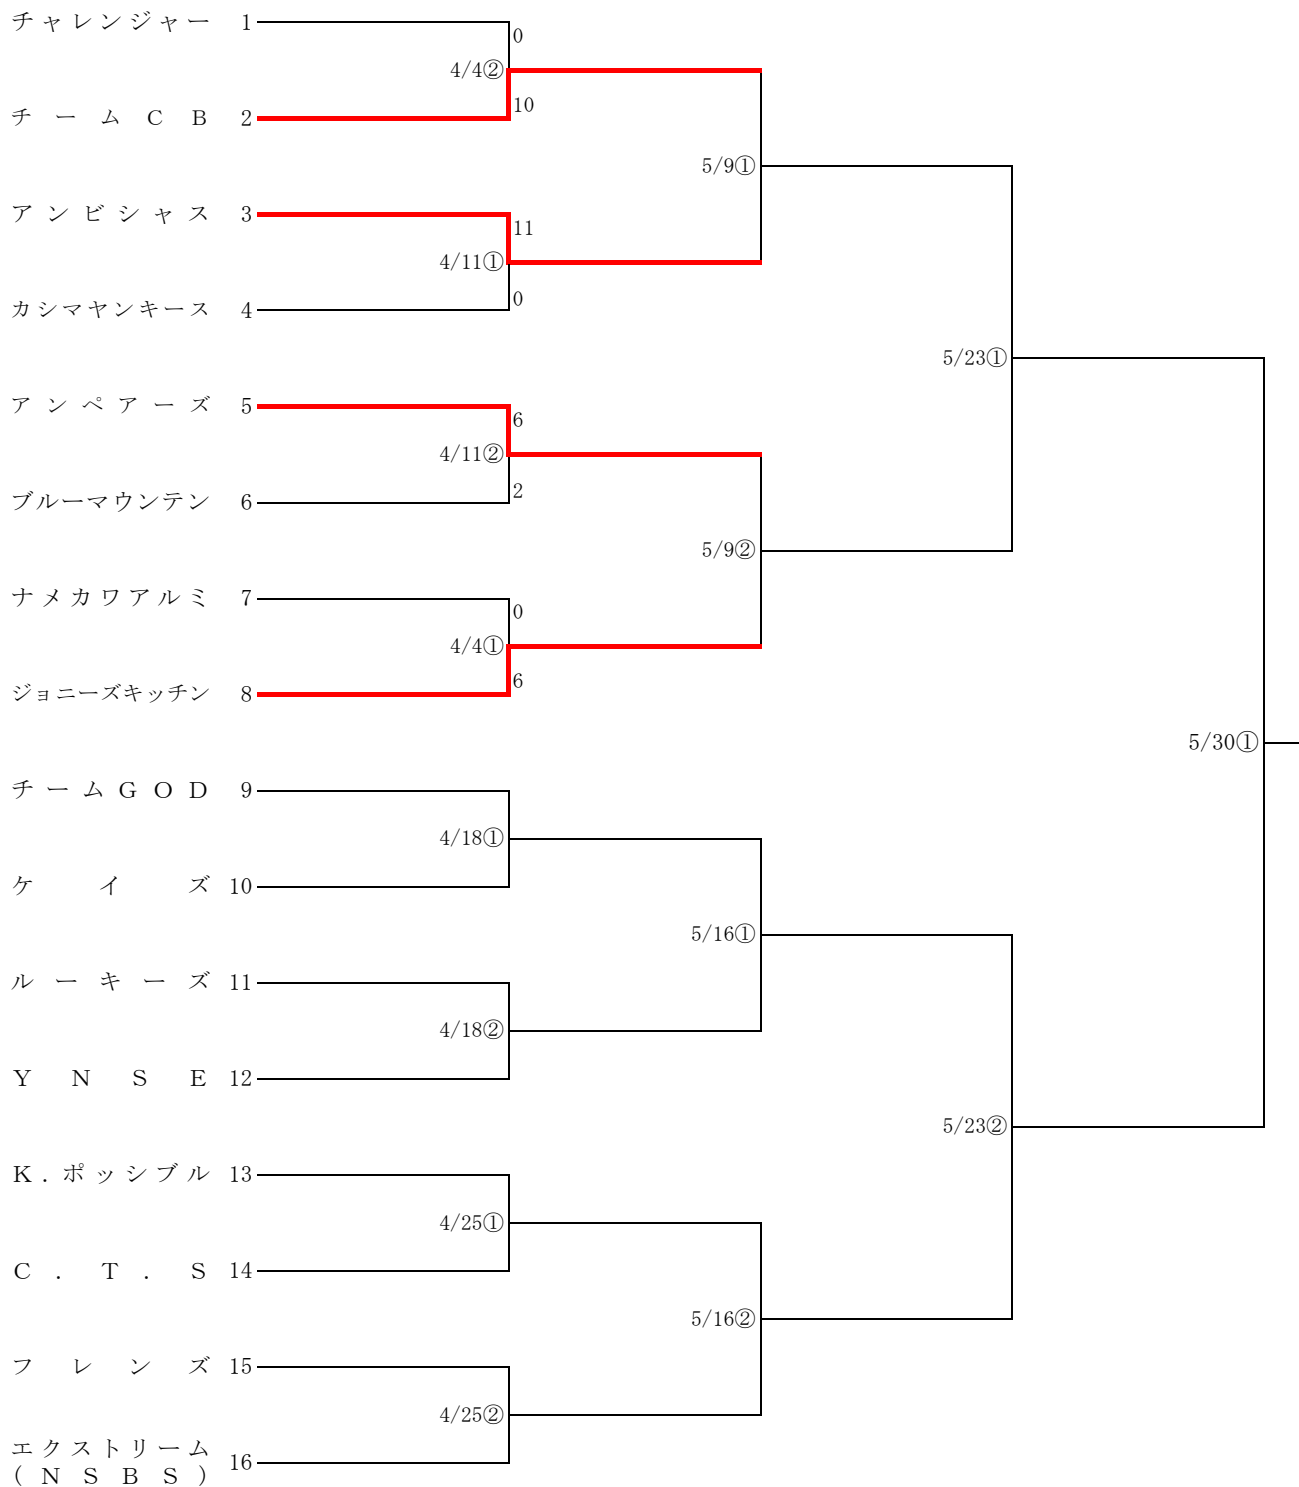 チャレンジャー 1
0
4/4②
チームCB 2
10
5/9①
アンビシャス 3
11
4/11①
カシマヤンキース 4
0
5/23①
アンペアーズ 5
6
4/11②
ブルーマウンテン 6
2
5/9②
ナメカワアルミ 7
0
4/4①
ジョニーズキッチン 8
6
5/30①
チームGOD 9
4/18①
ケイズ 10
5/16①
ルーキーズ 11
4/18②
YNSE 12
5/23②
K.ポッシブル 13
4/25①
C.T.S 14
5/16②
フレンズ 15
4/25②
エクストリーム
(NSBS) 16